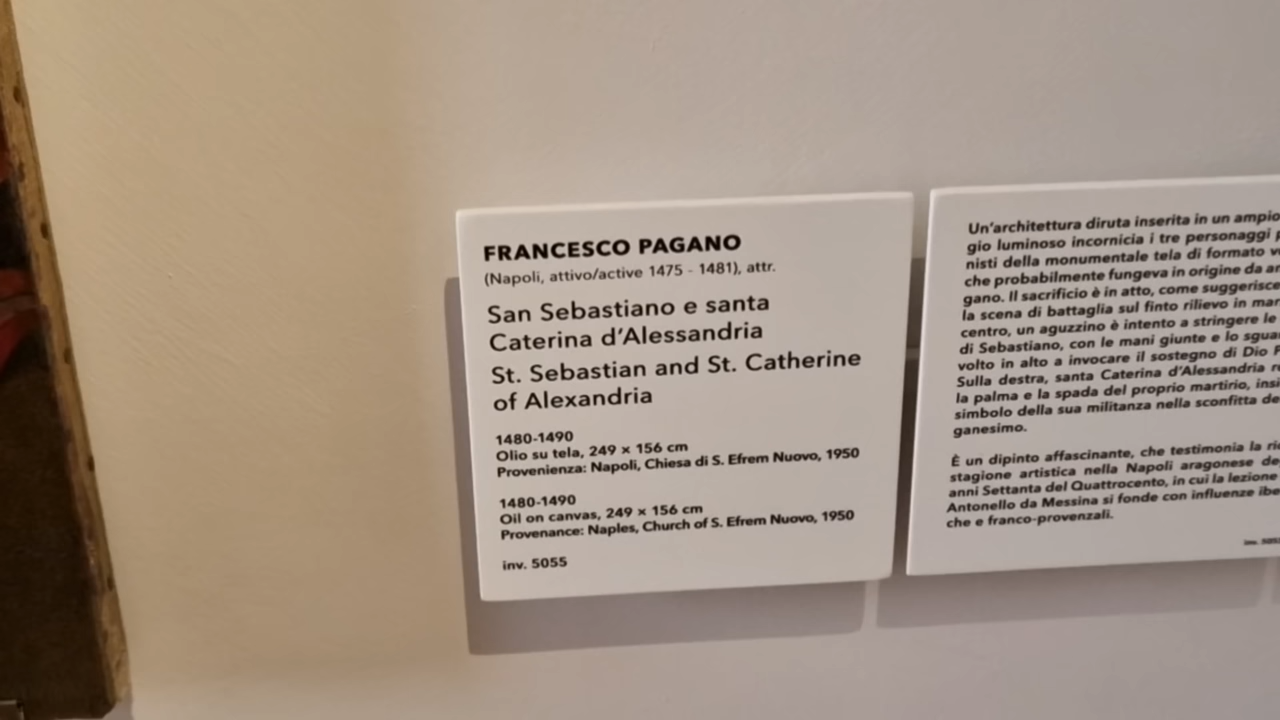 FRANCESCO PAGANO
(Napoli, attivo/active 1475 - 1481), attr.
San Sebastiano e santa
Caterina d'Alessandria
St. Sebastian and St. Catherine
of Alexandria
1480-1490
Olio su tela, 249 × 156 cm
Provenienza: Napoli, Chiesa di S. Efrem Nuovo, 1950
1480-1490
Oil on canvas, 249 × 156 cm
Provenance: Naples, Church of S. Efrem Nuovo, 1950
inv. 5055
Un'architettura diruta inserita in un ampio
gio luminoso incornicia i tre personaggi
nisti della monumentale tela di formato
che probabilmente fungeva in origine da
gano. Il sacrificio è in atto, come suggerisce
la scena di battaglia sul finto rilievo in
centro, un aguzzino è intento a stringere le
di Sebastiano, con le mani giunte e lo
volto in alto a invocare il sostegno di Dio
Sulla destra, santa Caterina d'Alessandria
la palma e la spada del proprio martirio,
simbolo della sua militanza nella sconfitta
ganesimo.
È un dipinto affascinante, che testimonia la
stagione artistica nella Napoli aragonese
anni Settanta del Quattrocento, in cui la lezione
Antonello da Messina si fonde con influenze
che e franco-provenzali.
inv.